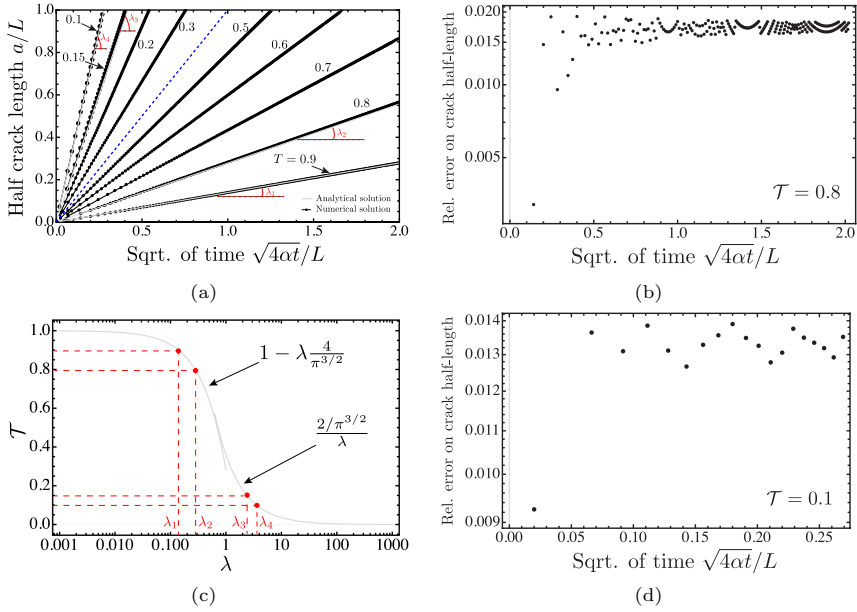 Half crack length a/L
1.0
0.8
0.6
0.4
0.2
0.0
0.1
λ4
0.15
λ3
0.2
0.3
0.5
0.6
0.7
0.8
λ2
T = 0.9
λ1
Analytical solution
Numerical solution
0.0 0.5 1.0 1.5 2.0
Sqrt. of time √4αt/L
(a)
Rel. error on crack half-length
0.020
0.015
0.010
0.005
𝒯 = 0.8
0.0 0.5 1.0 1.5 2.0
Sqrt. of time √4αt/L
(b)
𝒯
1.0
0.8
0.6
0.4
0.2
0.0
1 − λ 4/π^{3/2}
2/π^{3/2}/λ
λ1 λ2 λ3 λ4
0.001 0.010 0.100 1 10 100 1000
λ
(c)
Rel. error on crack half-length
0.014
0.013
0.012
0.011
0.010
0.009
𝒯 = 0.1
0.00 0.05 0.10 0.15 0.20 0.25
Sqrt. of time √4αt/L
(d)